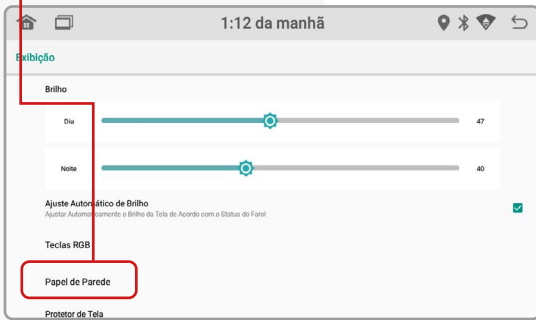 1:12 da manhã
Exibição
Brilho
Dia
47
Noite
40
Ajuste Automático de Brilho
Ajustar Automaticamente o Brilho da Tela de Acordo com o Status do Farol
Teclas RGB
Papel de Parede
Protetor de Tela